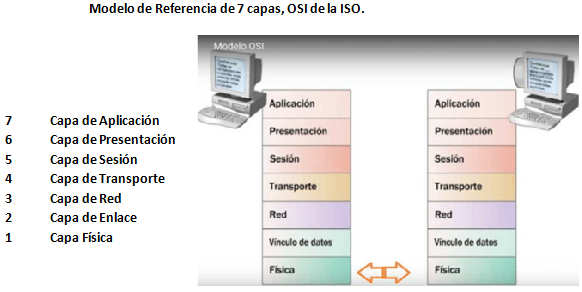 Modelo de Referencia de 7 capas, OSI de la ISO.
Modelo OSI
7 Capa de Aplicación
6 Capa de Presentación
5 Capa de Sesión
4 Capa de Transporte
3 Capa de Red
2 Capa de Enlace
1 Capa Física
Aplicación
Presentación
Sesión
Transporte
Red
Vínculo de datos
Física
Aplicación
Presentación
Sesión
Transporte
Red
Vínculo de datos
Física